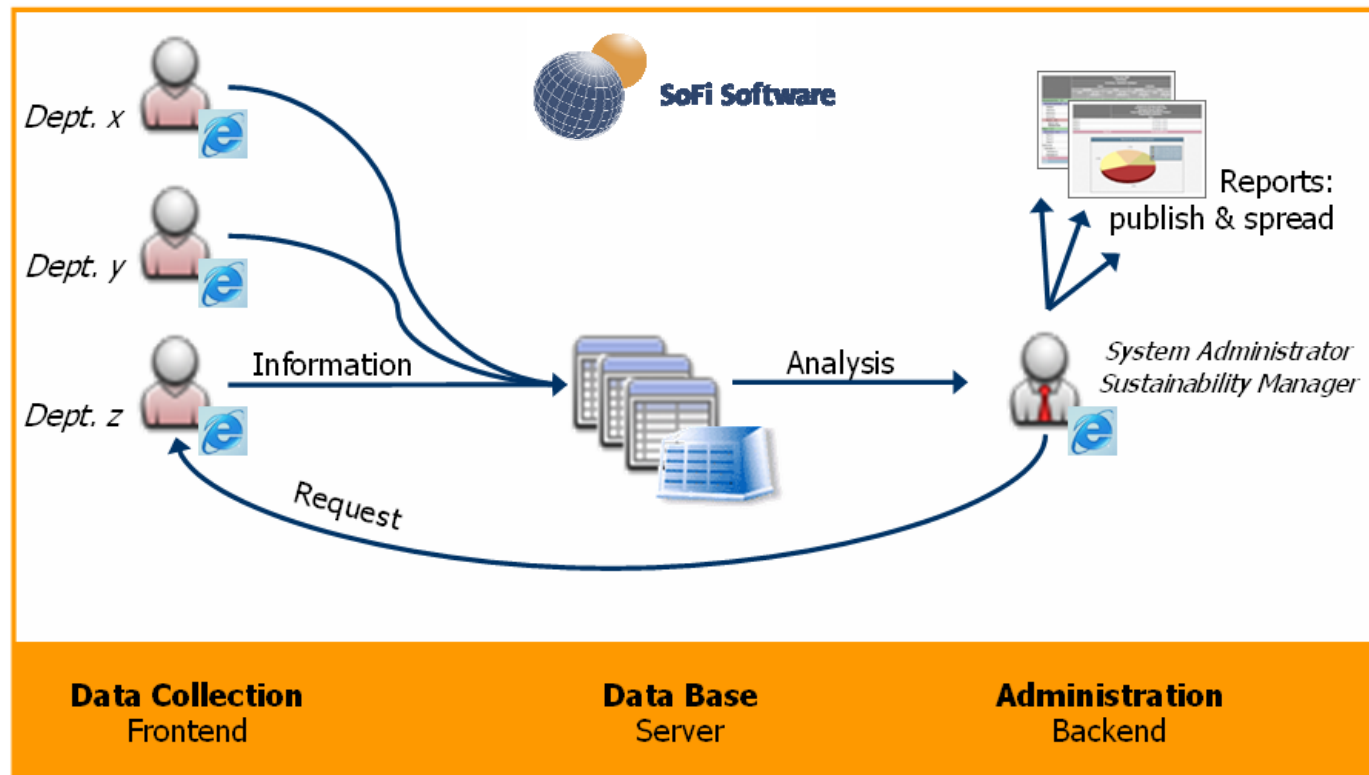 SoFi Software
Dept. x
Dept. y
Dept. z
Information
Analysis
Request
Reports:
publish & spread
System Administrator
Sustainability Manager
Data Collection
Frontend
Data Base
Server
Administration
Backend